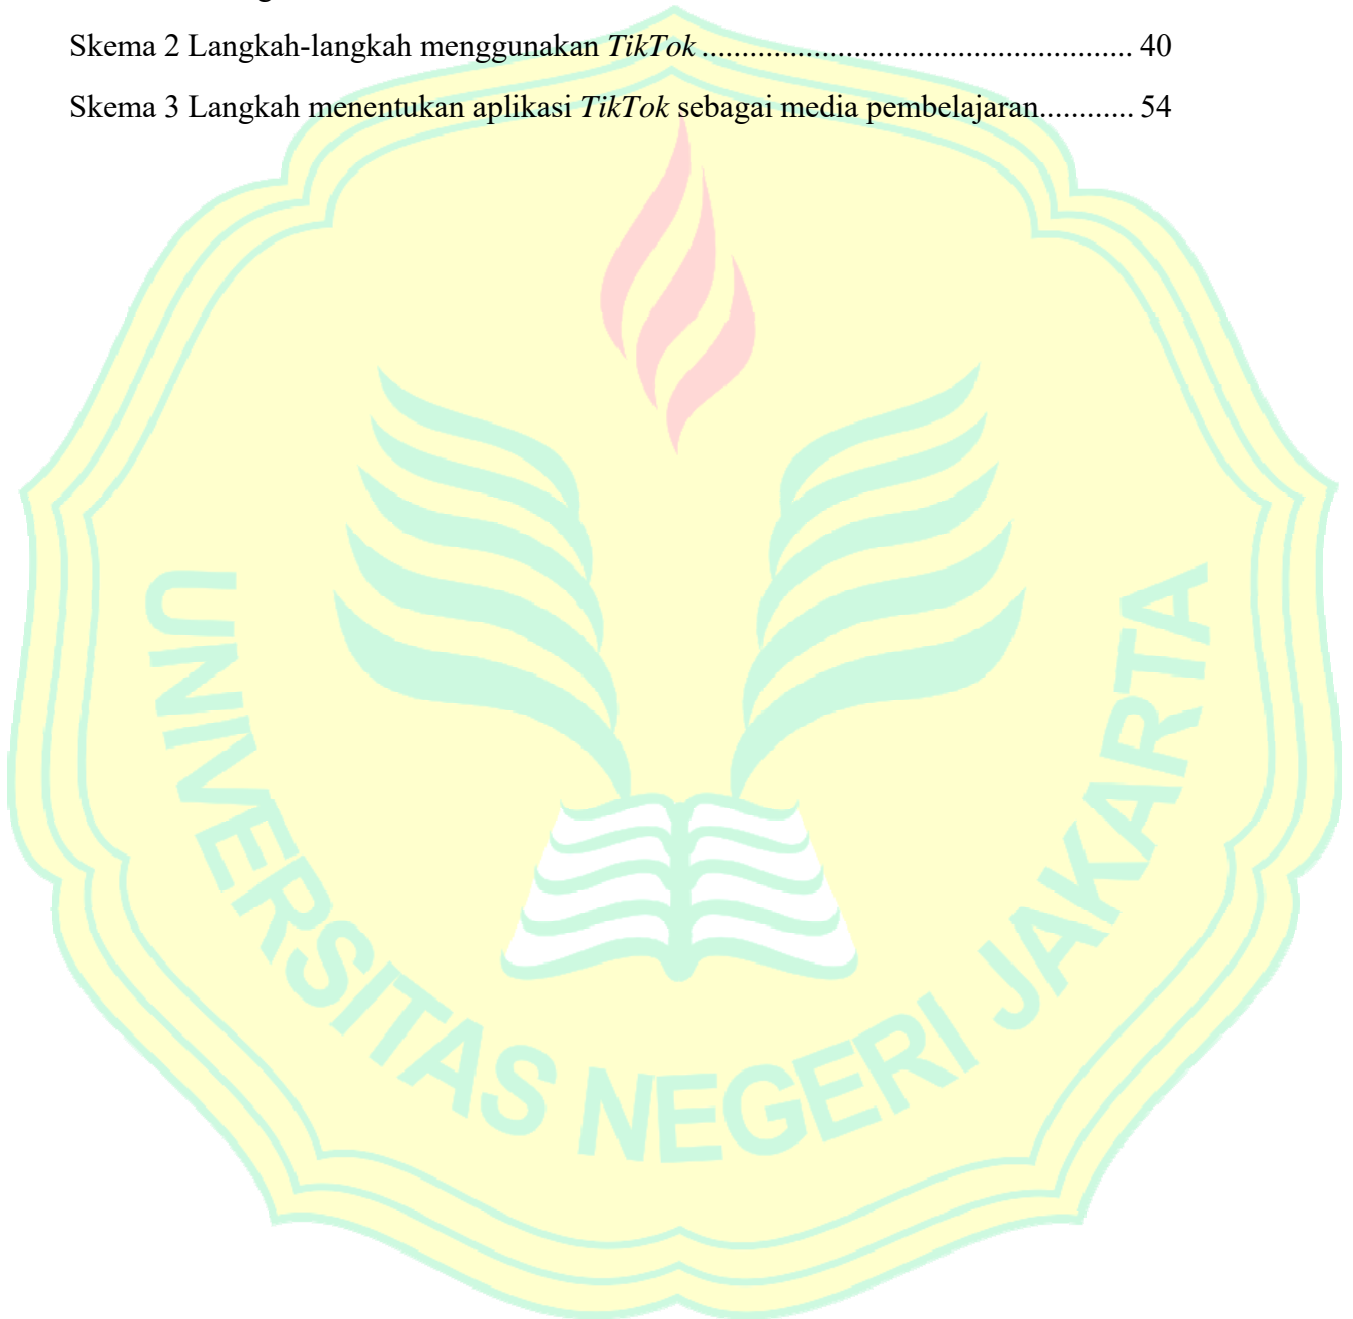 Skema 2 Langkah-langkah menggunakan TikTok ....................................................... 40
Skema 3 Langkah menentukan aplikasi TikTok sebagai media pembelajaran............ 54
UNIVERSITAS NEGERI JAKARTA